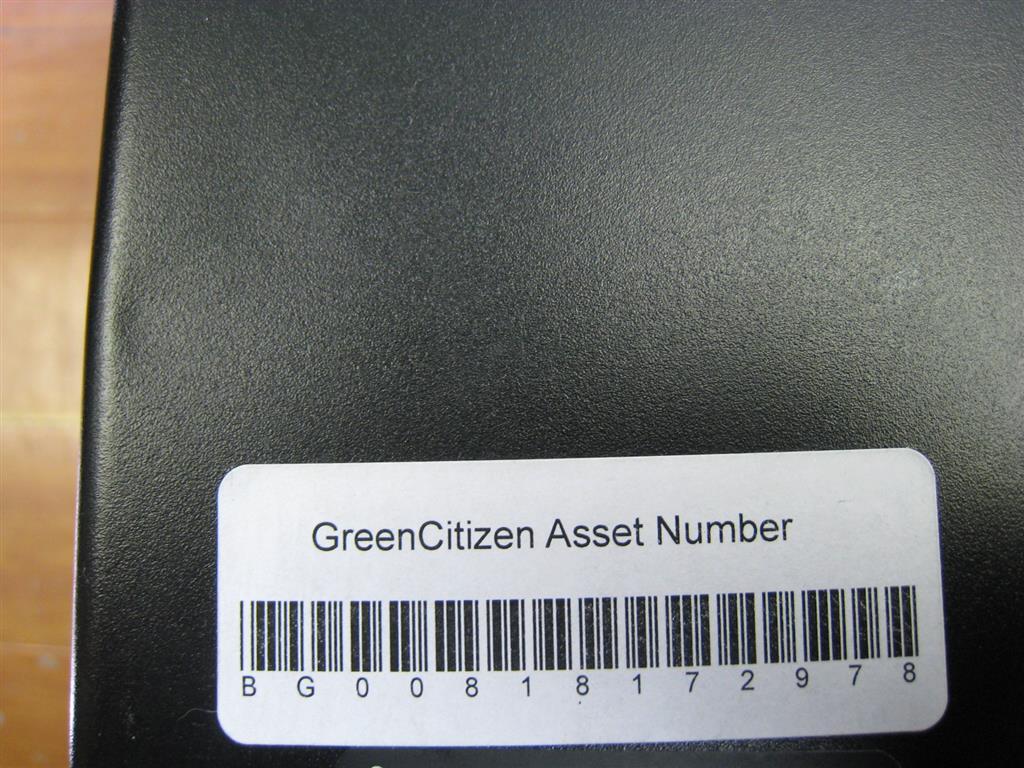 GreenCitizen Asset Number
B G 0 0 8 1 8 1 7 2 9 7 8